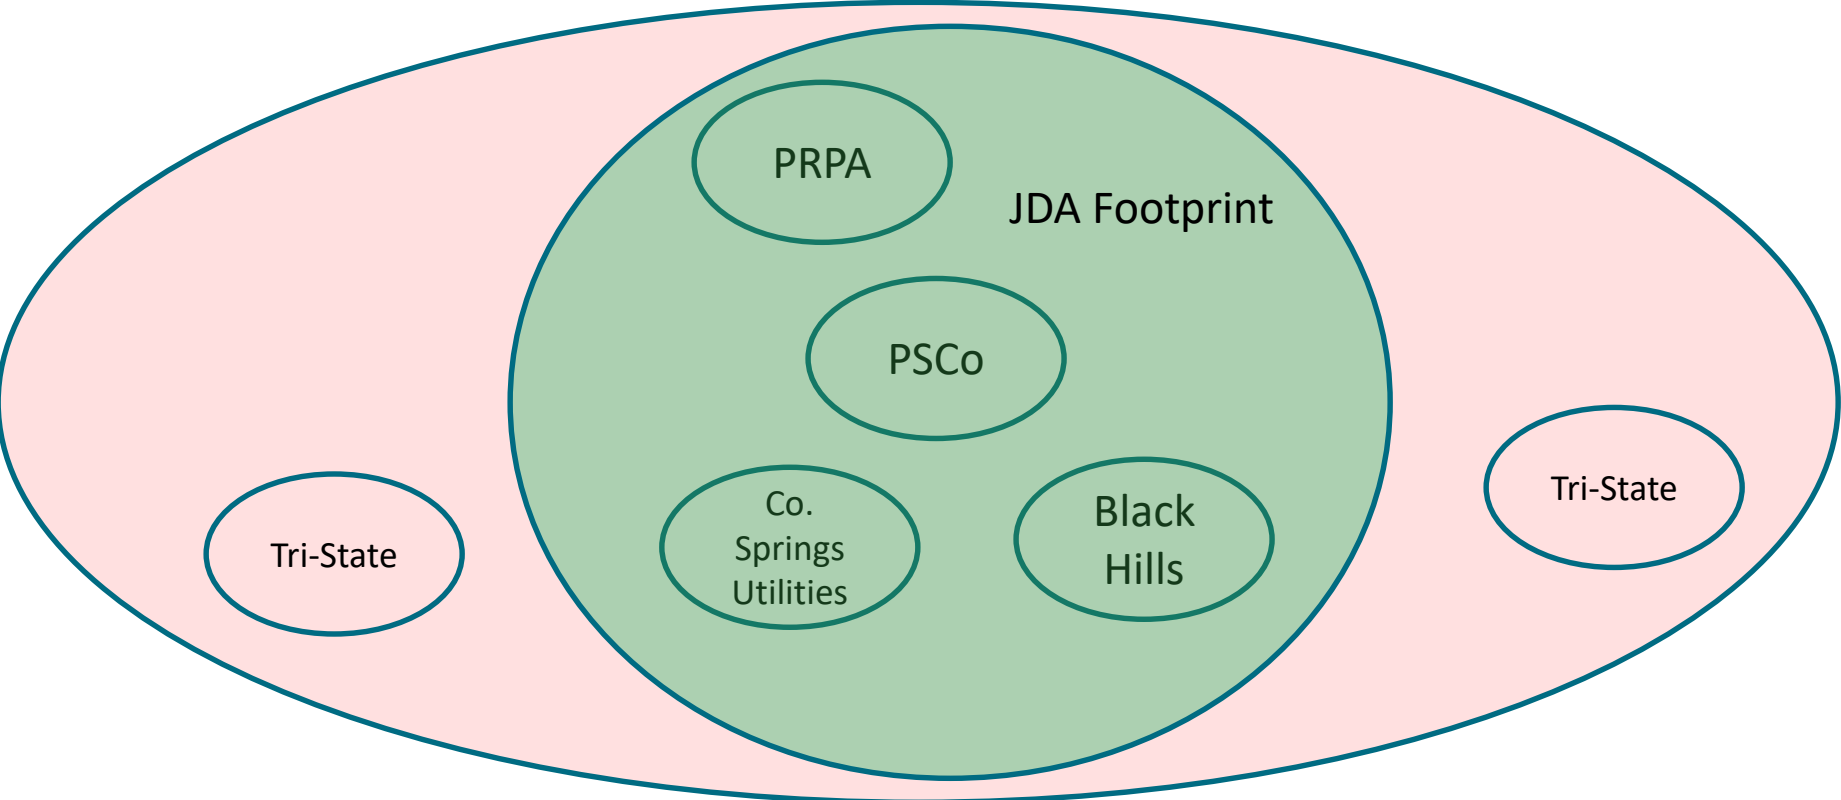 PRPA
JDA Footprint
PSCo
Co.
Springs
Utilities
Black
Hills
Tri-State
Tri-State